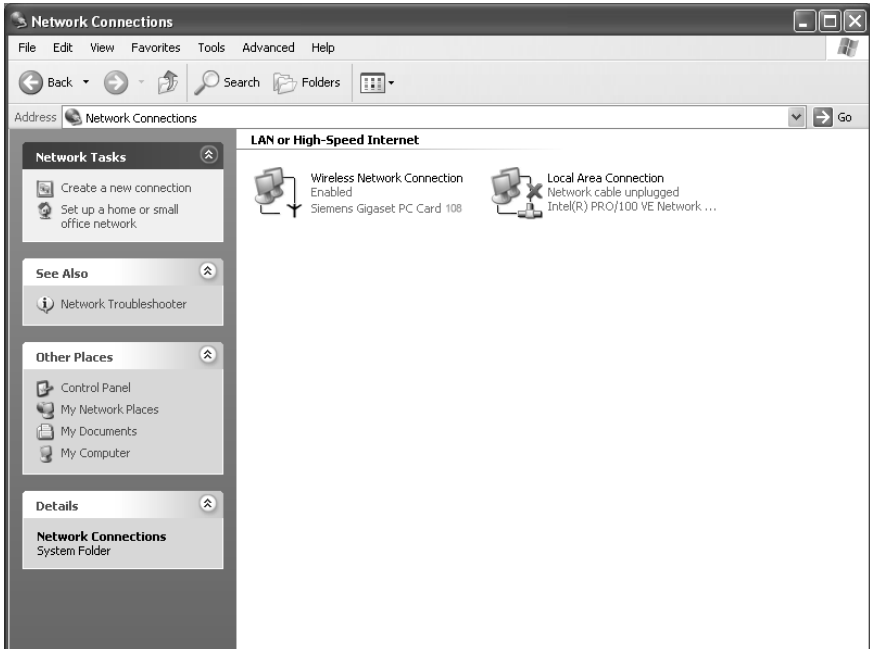 Network Connections
File Edit View Favorites Tools Advanced Help
Back Search Folders
Address Network Connections Go
Network Tasks
Create a new connection
Set up a home or small
office network
See Also
Network Troubleshooter
Other Places
Control Panel
My Network Places
My Documents
My Computer
Details
Network Connections
System Folder
LAN or High-Speed Internet
Wireless Network Connection
Enabled
Siemens Gigaset PC Card 108
Local Area Connection
Network cable unplugged
Intel(R) PRO/100 VE Network ...